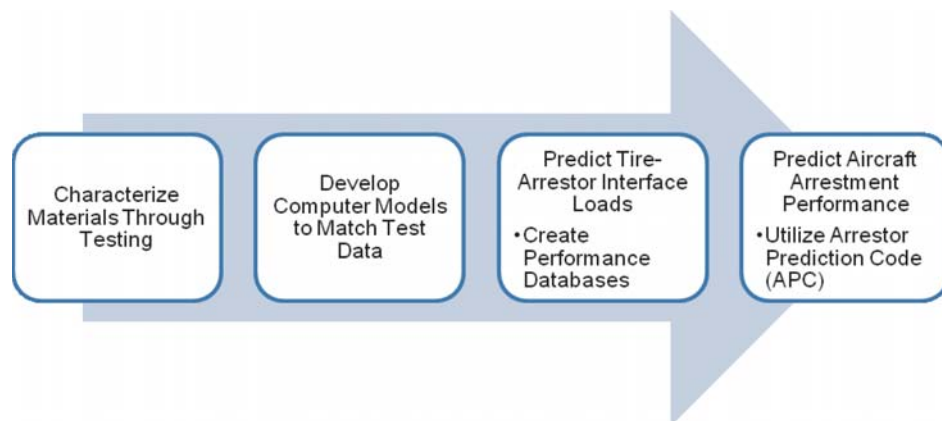 Characterize
Materials Through
Testing
Develop
Computer Models
to Match Test
Data
Predict Tire-
Arrestor Interface
Loads
•Create
Performance
Databases
Predict Aircraft
Arrestment
Performance
•Utilize Arrestor
Prediction Code
(APC)